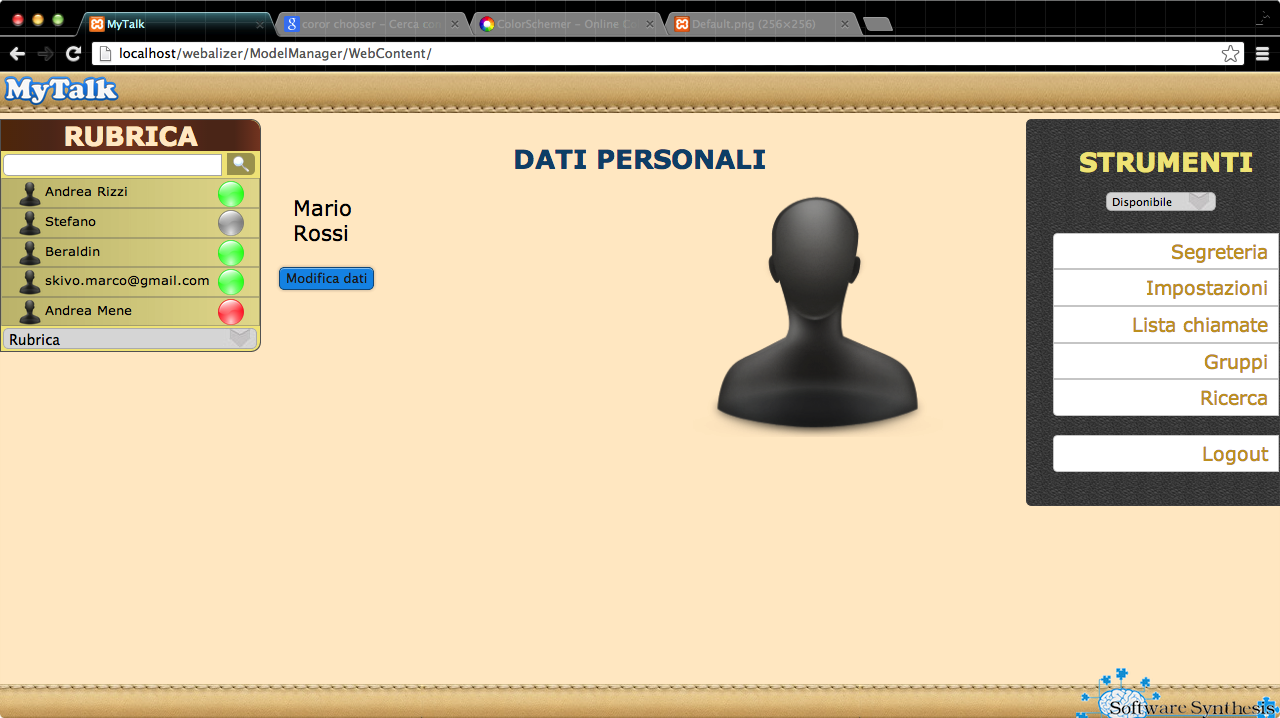 MyTalk
coror chooser – Cerca con
ColorSchemer – Online Co
Default.png (256×256)
localhost/webalizer/ModelManager/WebContent/
MyTalk
RUBRICA
Andrea Rizzi
Stefano
Beraldin
skivo.marco@gmail.com
Andrea Mene
Rubrica
DATI PERSONALI
Mario
Rossi
Modifica dati
STRUMENTI
Disponibile
Segreteria
Impostazioni
Lista chiamate
Gruppi
Ricerca
Logout
Software Synthesis